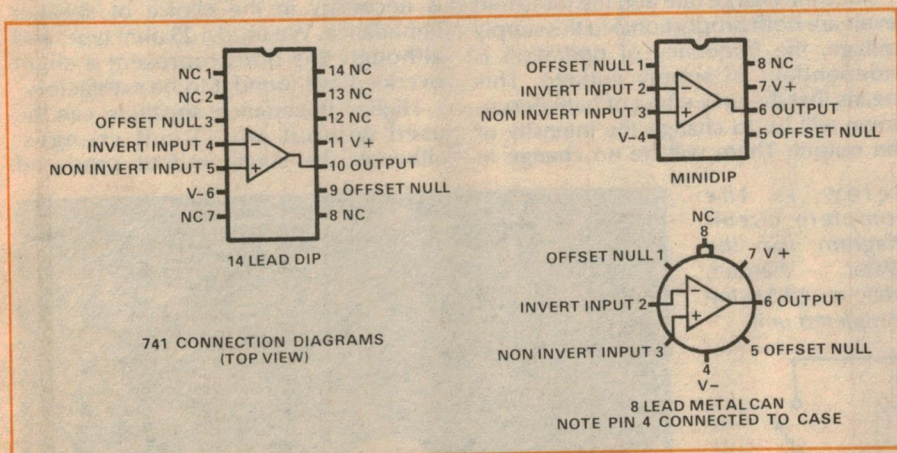 NC 1
NC 2
OFFSET NULL 3
INVERT INPUT 4
NON INVERT INPUT 5
V-6
NC 7
14 NC
13 NC
12 NC
11 V+
10 OUTPUT
9 OFFSET NULL
8 NC
−
+
14 LEAD DIP
741 CONNECTION DIAGRAMS
(TOP VIEW)
OFFSET NULL 1
INVERT INPUT 2
NON INVERT INPUT 3
V-4
8 NC
7 V+
6 OUTPUT
5 OFFSET NULL
−
+
MINIDIP
NC
8
OFFSET NULL 1
7 V+
INVERT INPUT 2
−
+
6 OUTPUT
NON INVERT INPUT 3
5 OFFSET NULL
4
V−
8 LEAD METAL CAN
NOTE PIN 4 CONNECTED TO CASE